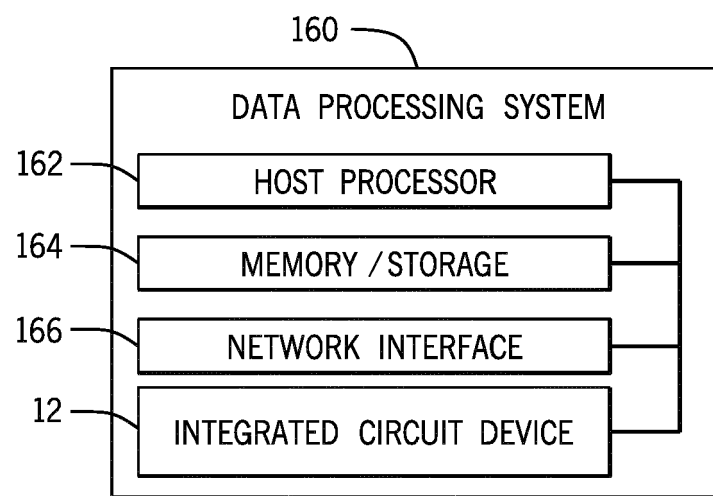 160
DATA PROCESSING SYSTEM
162
HOST PROCESSOR
164
MEMORY / STORAGE
166
NETWORK INTERFACE
12
INTEGRATED CIRCUIT DEVICE